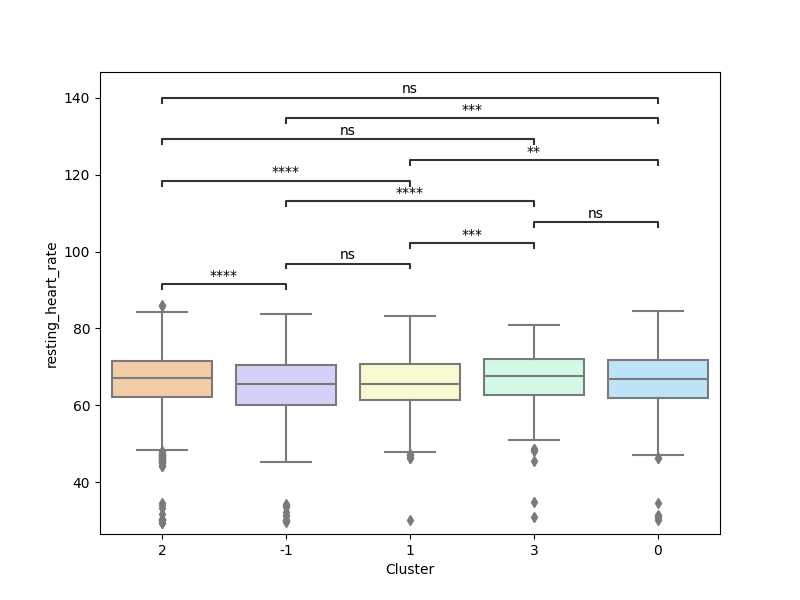 ns
***
ns
**
****
****
ns
***
ns
****
140
120
100
80
60
40
resting_heart_rate
2 -1 1 3 0
Cluster